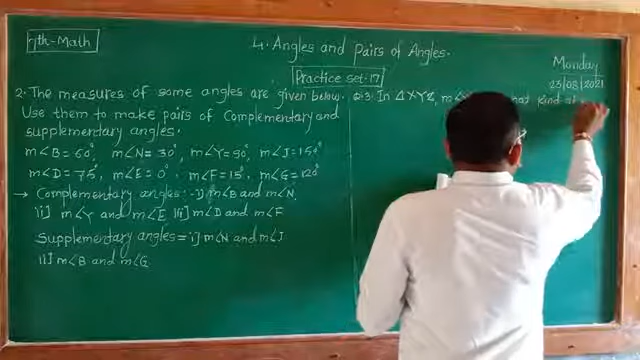 7th-Math
4. Angles and Pairs of Angles.
Monday
23/08/2021
Practice set:17
2. The measures of some angles are given below.
Use them to make pairs of Complementary and
supplementary angles.
m∠B = 60° m∠N = 30° m∠Y = 90° m∠J = 150°
m∠D = 75° m∠E = 0° m∠F = 15° m∠G = 120°
→ Complementary angles:- i] m∠B and m∠N.
ii] m∠Y and m∠E iii] m∠D and m∠F
Supplementary angles = i] m∠N and m∠J
ii] m∠B and m∠G
Q.3. In ΔXYZ, m∠ kind